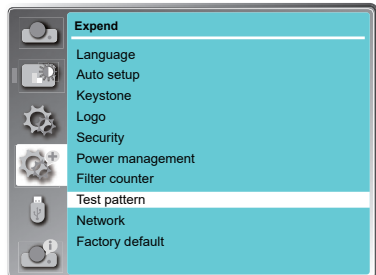 Expend
Language
Auto setup
Keystone
Logo
Security
Power management
Filter counter
Test pattern
Network
Factory default